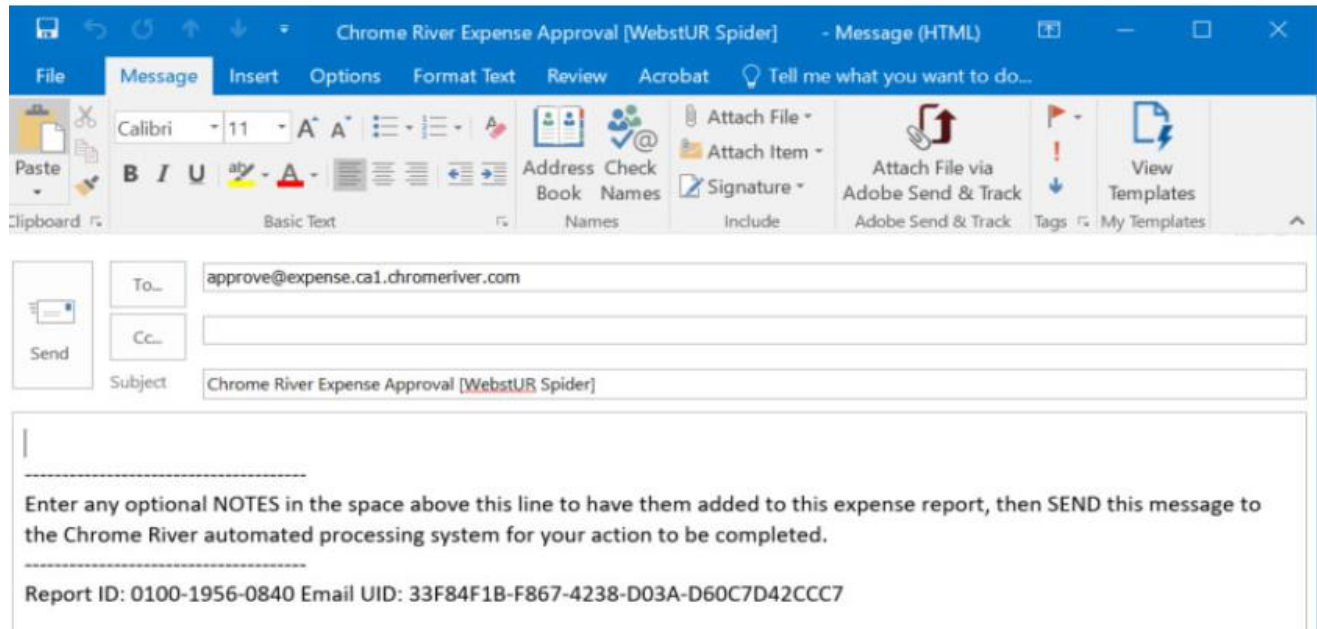 Chrome River Expense Approval [WebstUR Spider] - Message (HTML)
File Message Insert Options Format Text Review Acrobat Tell me what you want to do...
Calibri 11 A A
Paste
B I U aby A
Address Book
Check Names
Attach File
Attach Item
Signature
Attach File via
Adobe Send & Track
View
Templates
Clipboard Basic Text Names Include Adobe Send & Track Tags My Templates
To... approve@expense.ca1.chromeriver.com
Cc...
Send
Subject Chrome River Expense Approval [WebstUR Spider]
--------------------------------------
Enter any optional NOTES in the space above this line to have them added to this expense report, then SEND this message to
the Chrome River automated processing system for your action to be completed.
--------------------------------------
Report ID: 0100-1956-0840 Email UID: 33F84F1B-F867-4238-D03A-D60C7D42CCC7